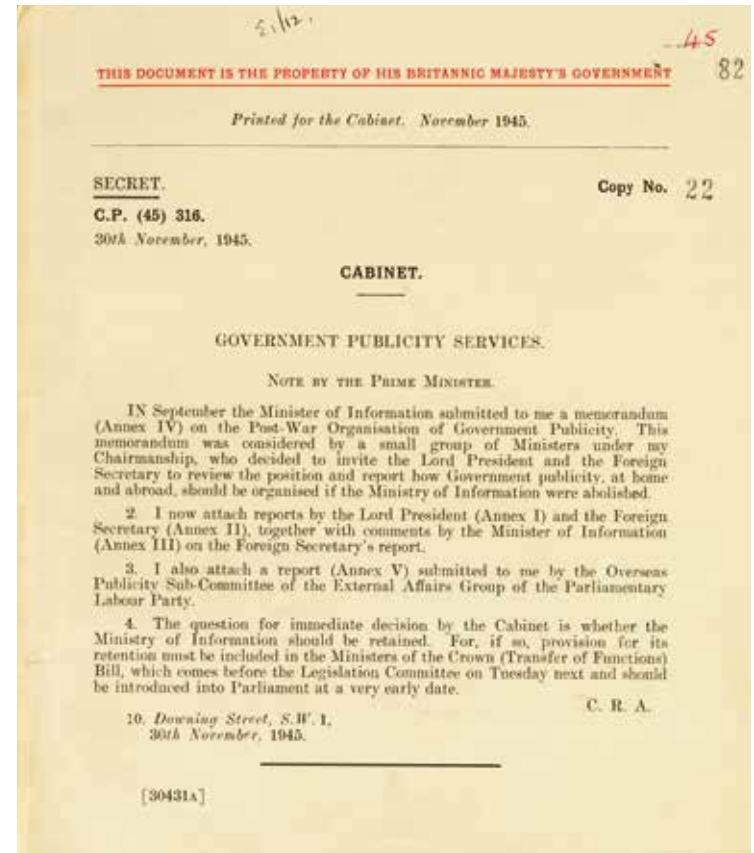 45
THIS DOCUMENT IS THE PROPERTY OF HIS BRITANNIC MAJESTY'S GOVERNMENT
82
Printed for the Cabinet. November 1945.
SECRET.
Copy No. 22
C.P. (45) 316.
30th November, 1945.
CABINET.
GOVERNMENT PUBLICITY SERVICES.
NOTE BY THE PRIME MINISTER.
IN September the Minister of Information submitted to me a memorandum
(Annex IV) on the Post-War Organisation of Government Publicity. This
memorandum was considered by a small group of Ministers under my
Chairmanship, who decided to invite the Lord President and the Foreign
Secretary to review the position and report how Government publicity, at home
and abroad, should be organised if the Ministry of Information were abolished.
2. I now attach reports by the Lord President (Annex I) and the Foreign
Secretary (Annex II), together with comments by the Minister of Information
(Annex III) on the Foreign Secretary's report.
3. I also attach a report (Annex V) submitted to me by the Overseas
Publicity Sub-Committee of the External Affairs Group of the Parliamentary
Labour Party.
4. The question for immediate decision by the Cabinet is whether the
Ministry of Information should be retained. For, if so, provision for its
retention must be included in the Ministers of the Crown (Transfer of Functions)
Bill, which comes before the Legislation Committee on Tuesday next and should
be introduced into Parliament at a very early date.
C. R. A.
10, Downing Street, S.W. 1,
30th November, 1945.
[30431A]